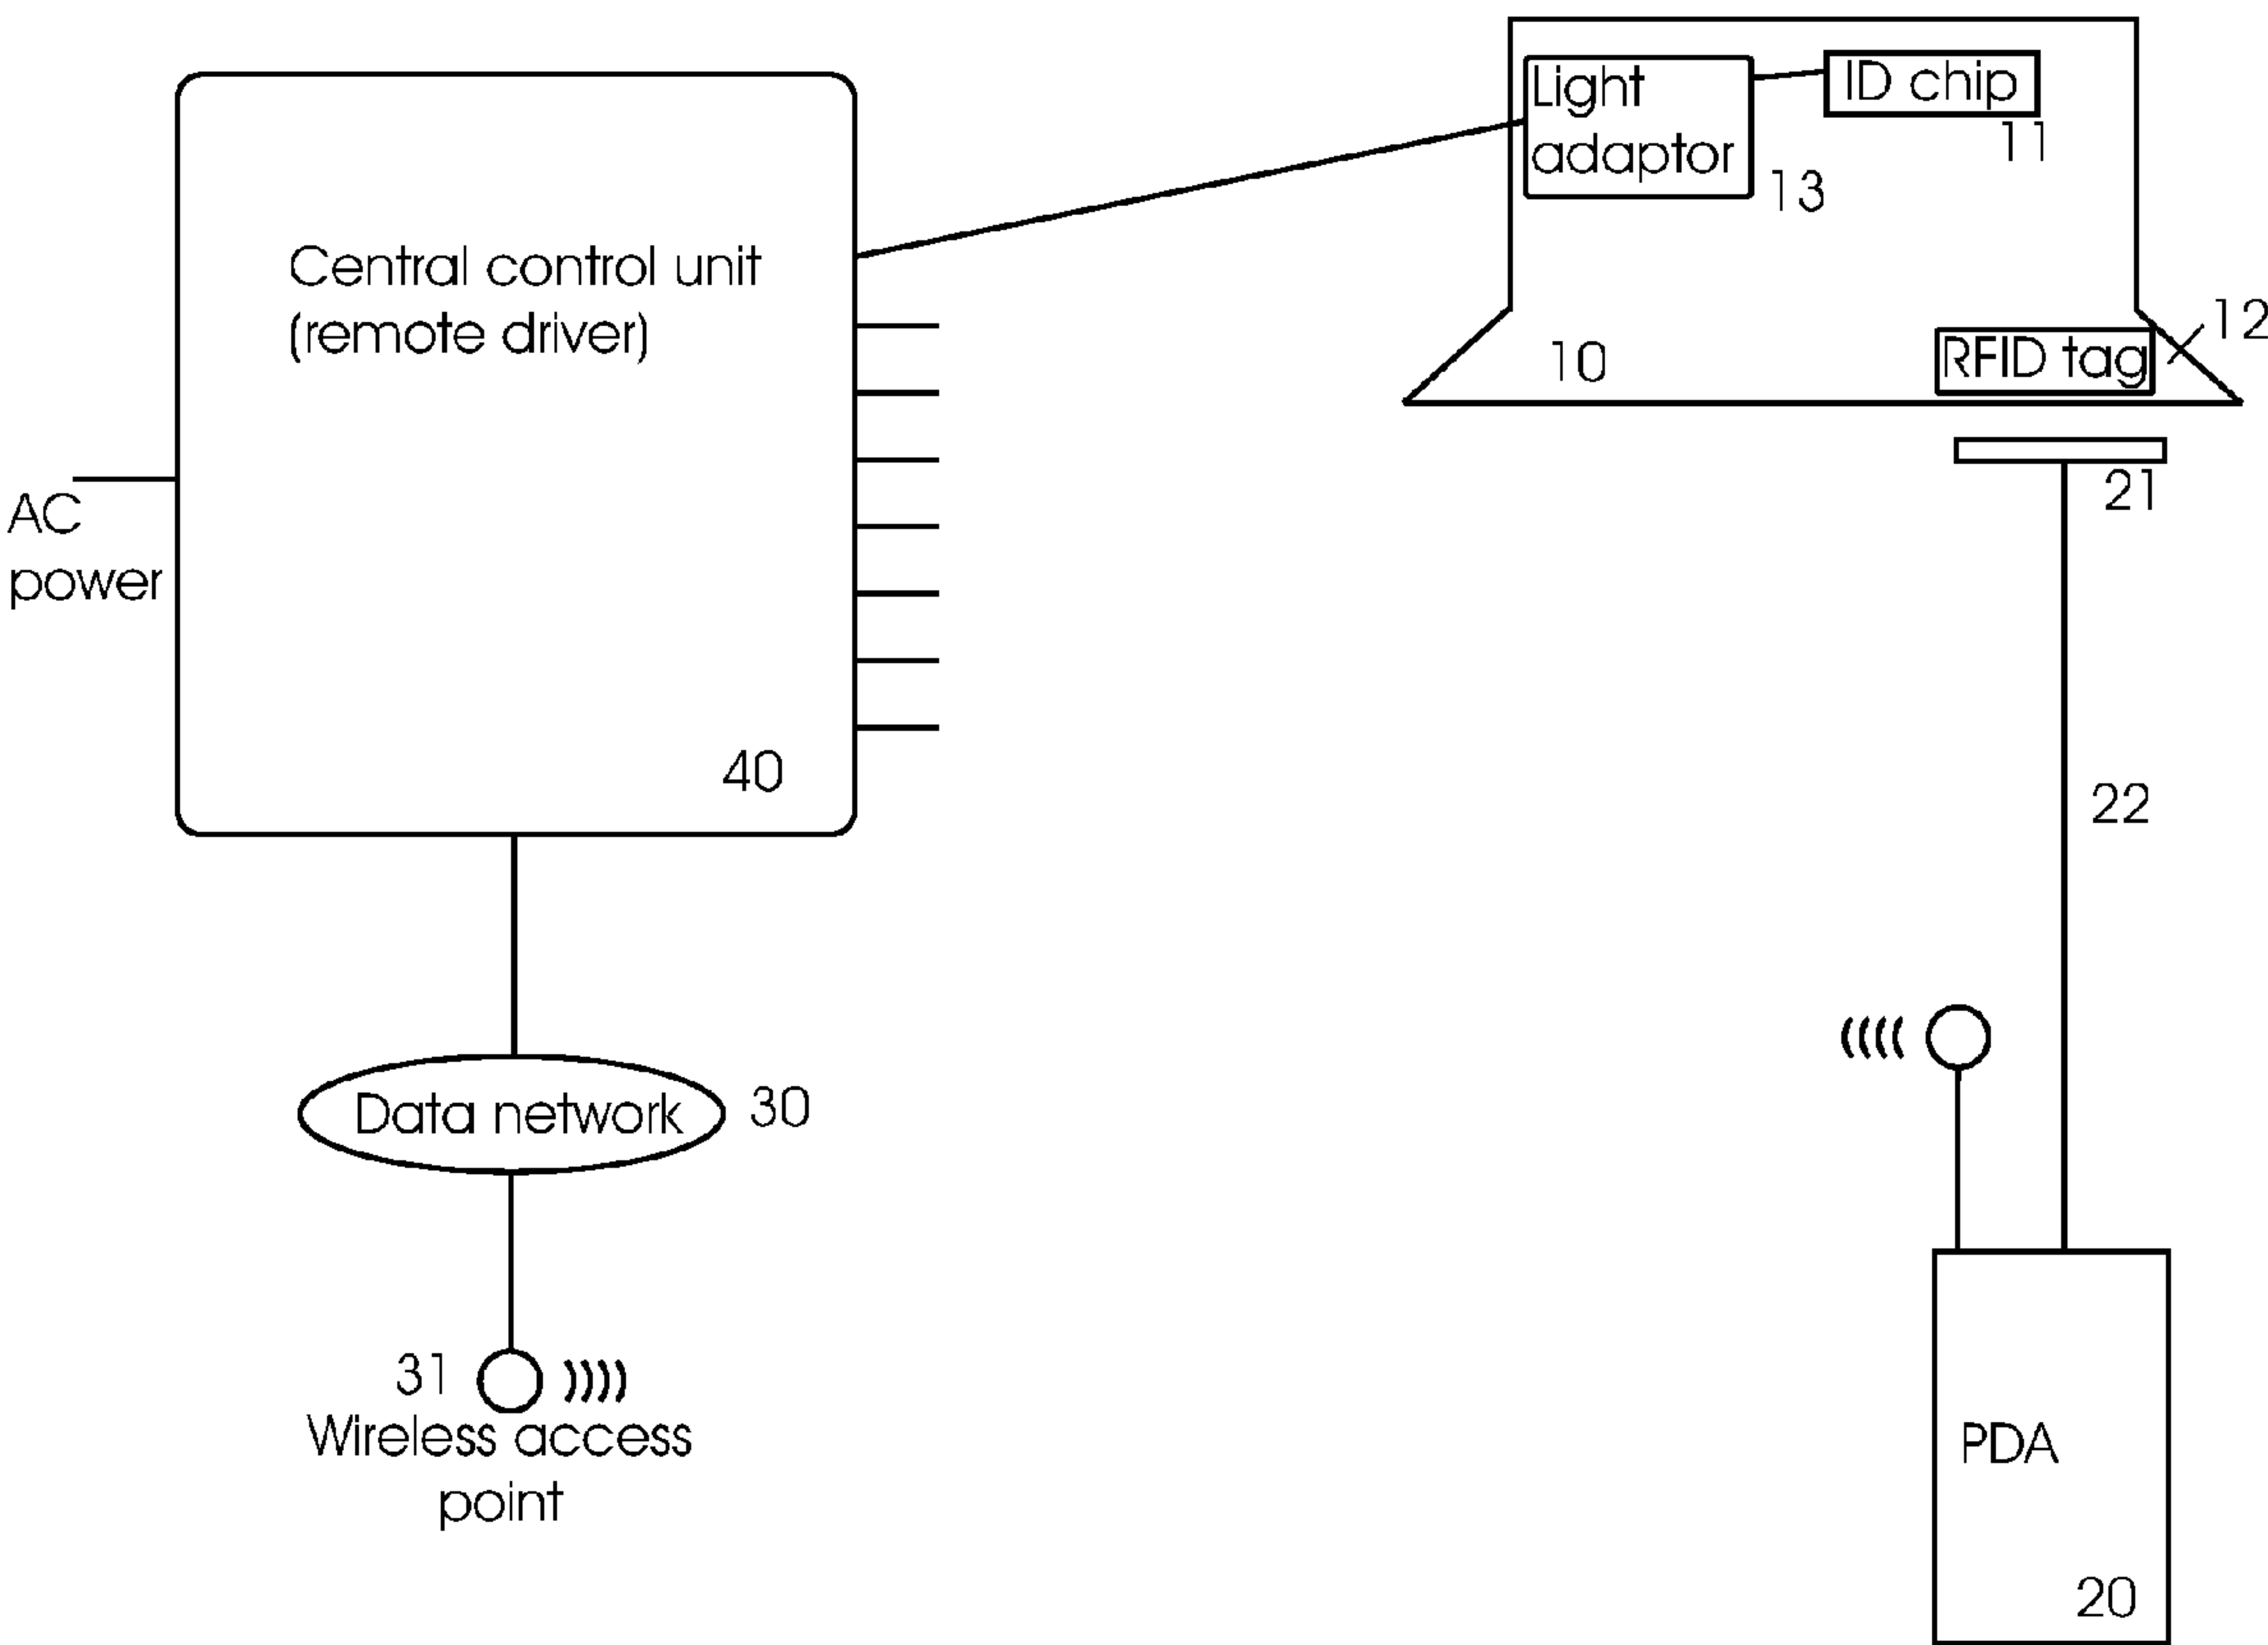 Central control unit
(remote driver)
40
AC
power
Data network
30
31
Wireless access
point
Light
adaptor
13
ID chip
11
10
RFID tag
12
21
22
PDA
20